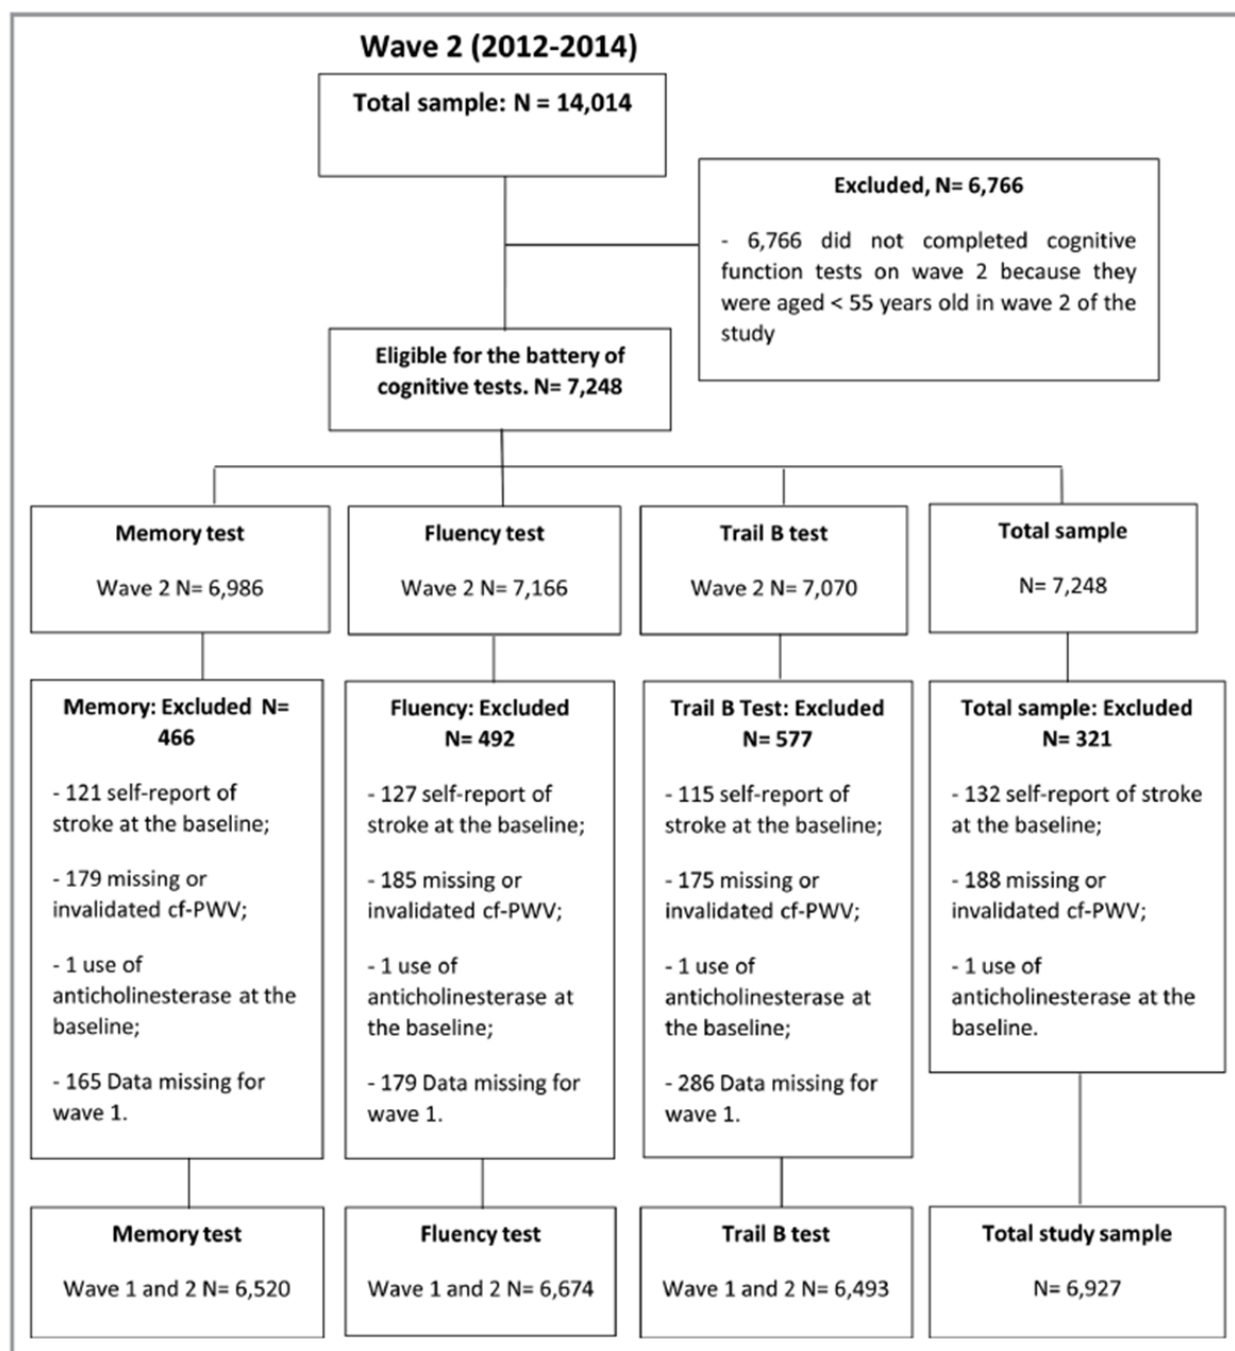 Wave 2 (2012-2014)
Total sample: N = 14,014
Excluded, N= 6,766
- 6,766 did not completed cognitive
function tests on wave 2 because they
were aged < 55 years old in wave 2 of the
study
Eligible for the battery of
cognitive tests. N= 7,248
Memory test
Wave 2 N= 6,986
Fluency test
Wave 2 N= 7,166
Trail B test
Wave 2 N= 7,070
Total sample
N= 7,248
Memory: Excluded N=
466
- 121 self-report of
stroke at the baseline;
- 179 missing or
invalidated cf-PWV;
- 1 use of
anticholinesterase at the
baseline;
- 165 Data missing for
wave 1.
Fluency: Excluded
N= 492
- 127 self-report of
stroke at the baseline;
- 185 missing or
invalidated cf-PWV;
- 1 use of
anticholinesterase at
the baseline;
- 179 Data missing for
wave 1.
Trail B Test: Excluded
N= 577
- 115 self-report of
stroke at the baseline;
- 175 missing or
invalidated cf-PWV;
- 1 use of
anticholinesterase at
the baseline;
- 286 Data missing for
wave 1.
Total sample: Excluded
N= 321
- 132 self-report of stroke
at the baseline;
- 188 missing or
invalidated cf-PWV;
- 1 use of
anticholinesterase at the
baseline.
Memory test
Wave 1 and 2 N= 6,520
Fluency test
Wave 1 and 2 N= 6,674
Trail B test
Wave 1 and 2 N= 6,493
Total study sample
N= 6,927